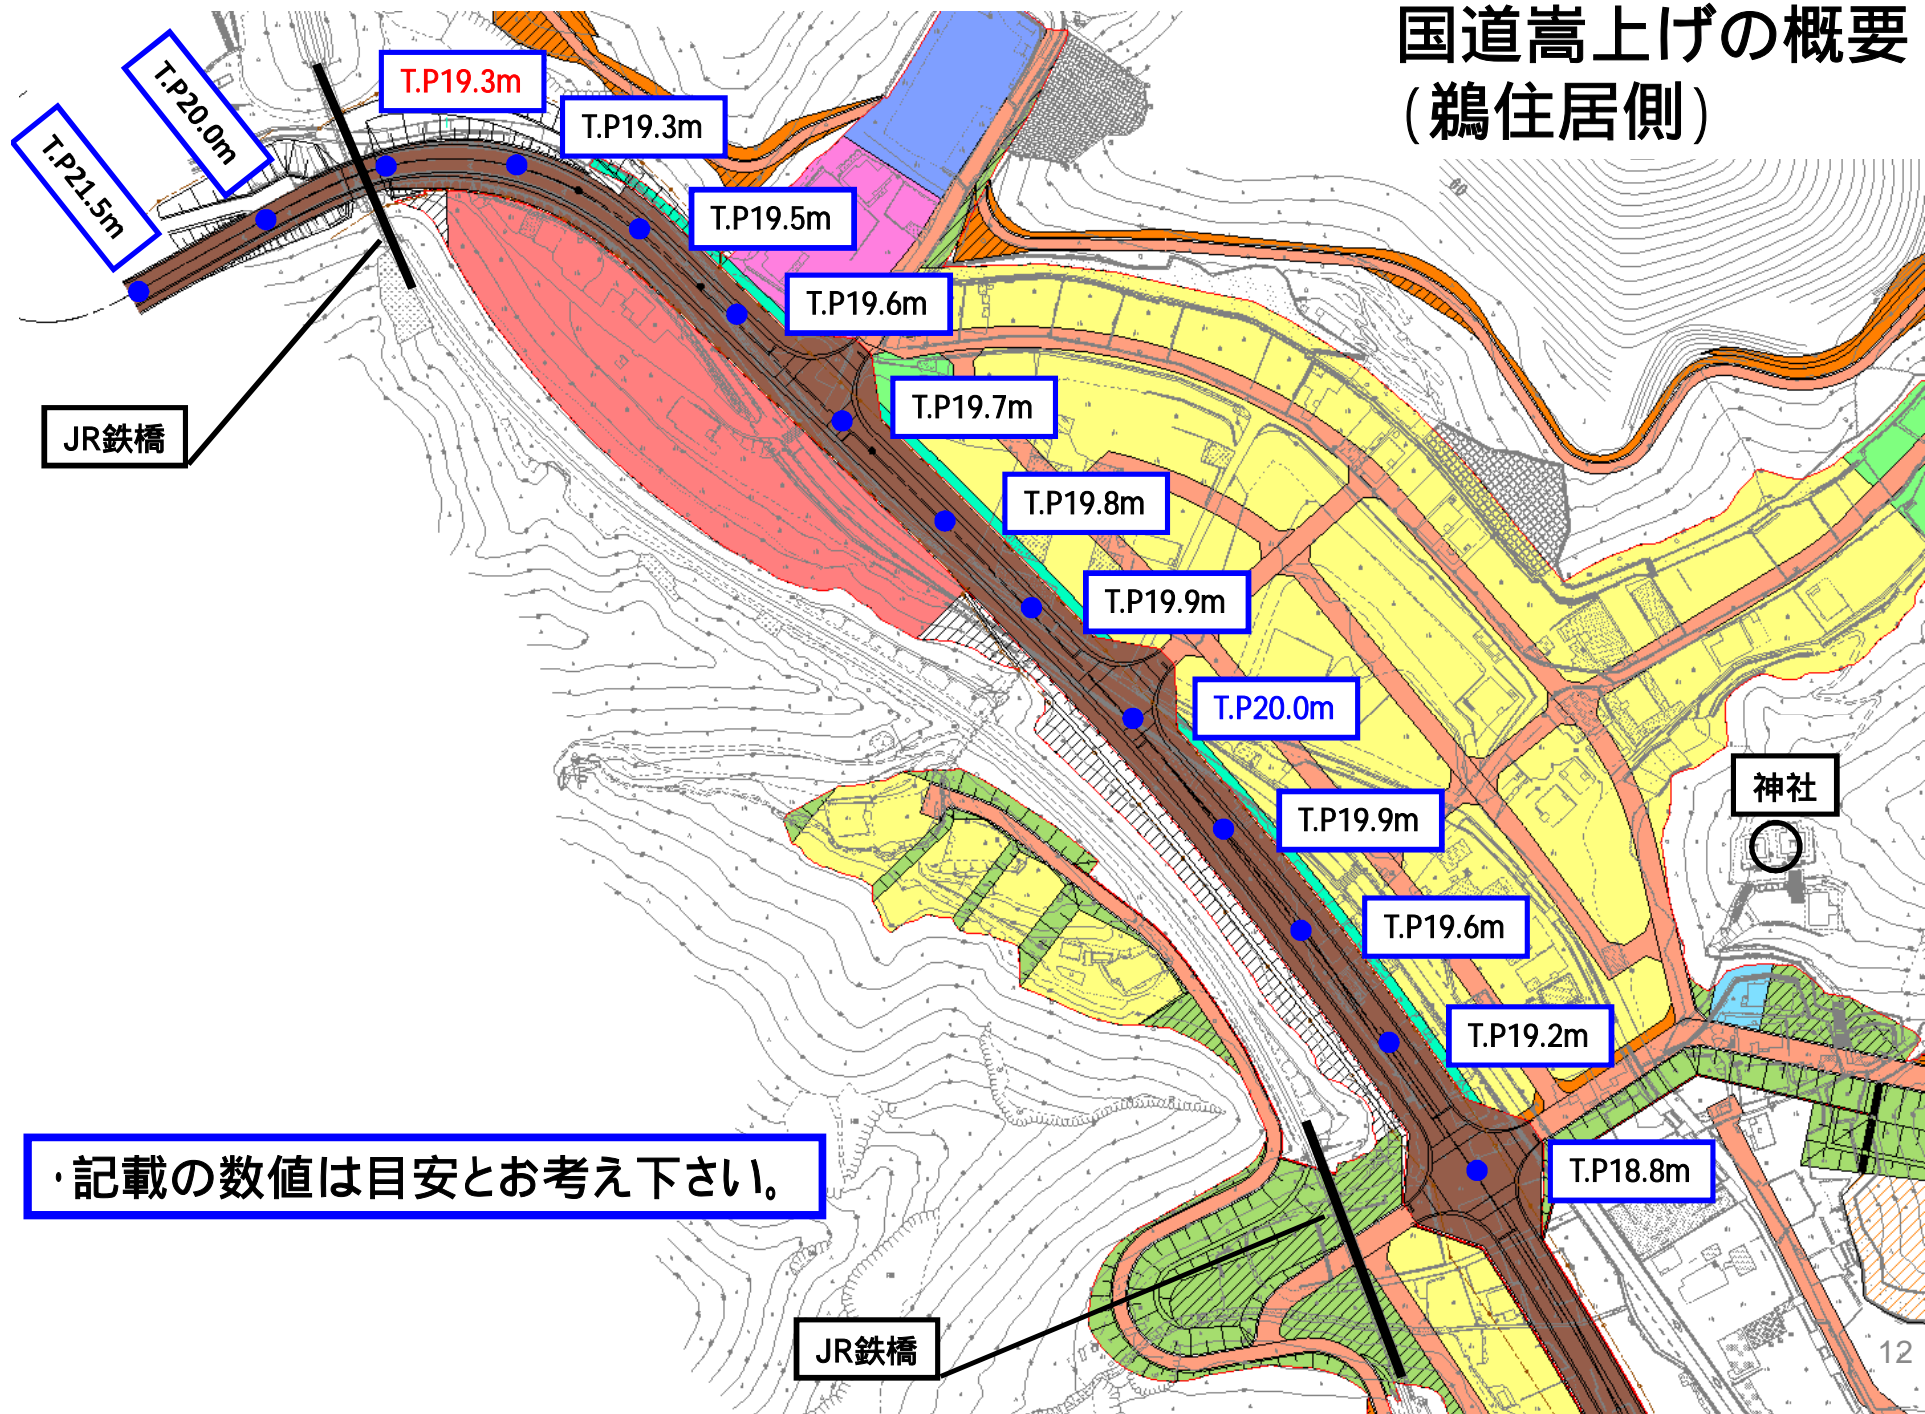 国道嵩上げの概要
(鵜住居側)
T.P21.5m
T.P20.0m
T.P19.3m
T.P19.3m
T.P19.5m
T.P19.6m
T.P19.7m
T.P19.8m
T.P19.9m
T.P20.0m
T.P19.9m
T.P19.6m
T.P19.2m
T.P18.8m
JR鉄橋
神社
60
・記載の数値は目安とお考え下さい。
JR鉄橋
12